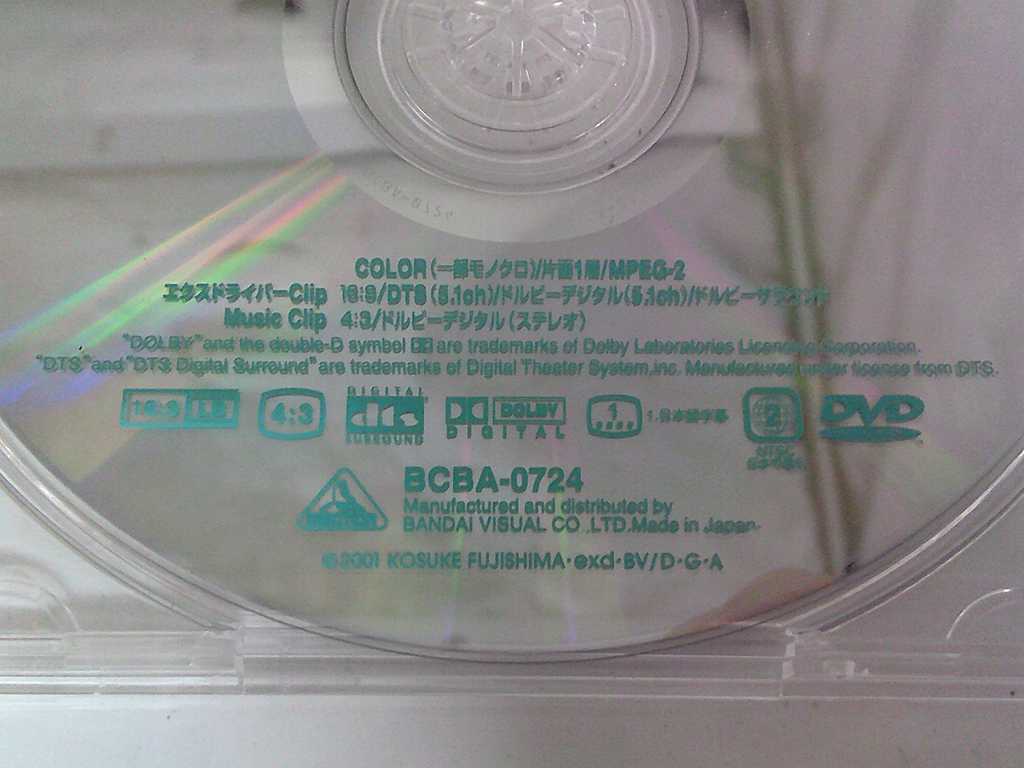 COLOR(一部モノクロ)/片面1層/MPEG-2
エクスドライバーClip 16:9/DTS(5.1ch)/ドルビーデジタル(5.1ch)/ドルビーサラウンド
Music Clip 4:3/ドルビーデジタル(ステレオ)
"DOLBY" and the double-D symbol are trademarks of Dolby Laboratories Licensing Corporation.
"DTS" and "DTS Digital Surround" are trademarks of Digital Theater System,inc. Manufactured under license from DTS.
16:9 LB 4:3 DIGITAL dts SURROUND DOLBY DIGITAL 1 1.日本語字幕 2 NTSC 日本市場向 DVD
BCBA-0724
Manufactured and distributed by
BANDAI VISUAL CO.,LTD.Made in Japan
©2001 KOSUKE FUJISHIMA・exd・BV/D・G・A